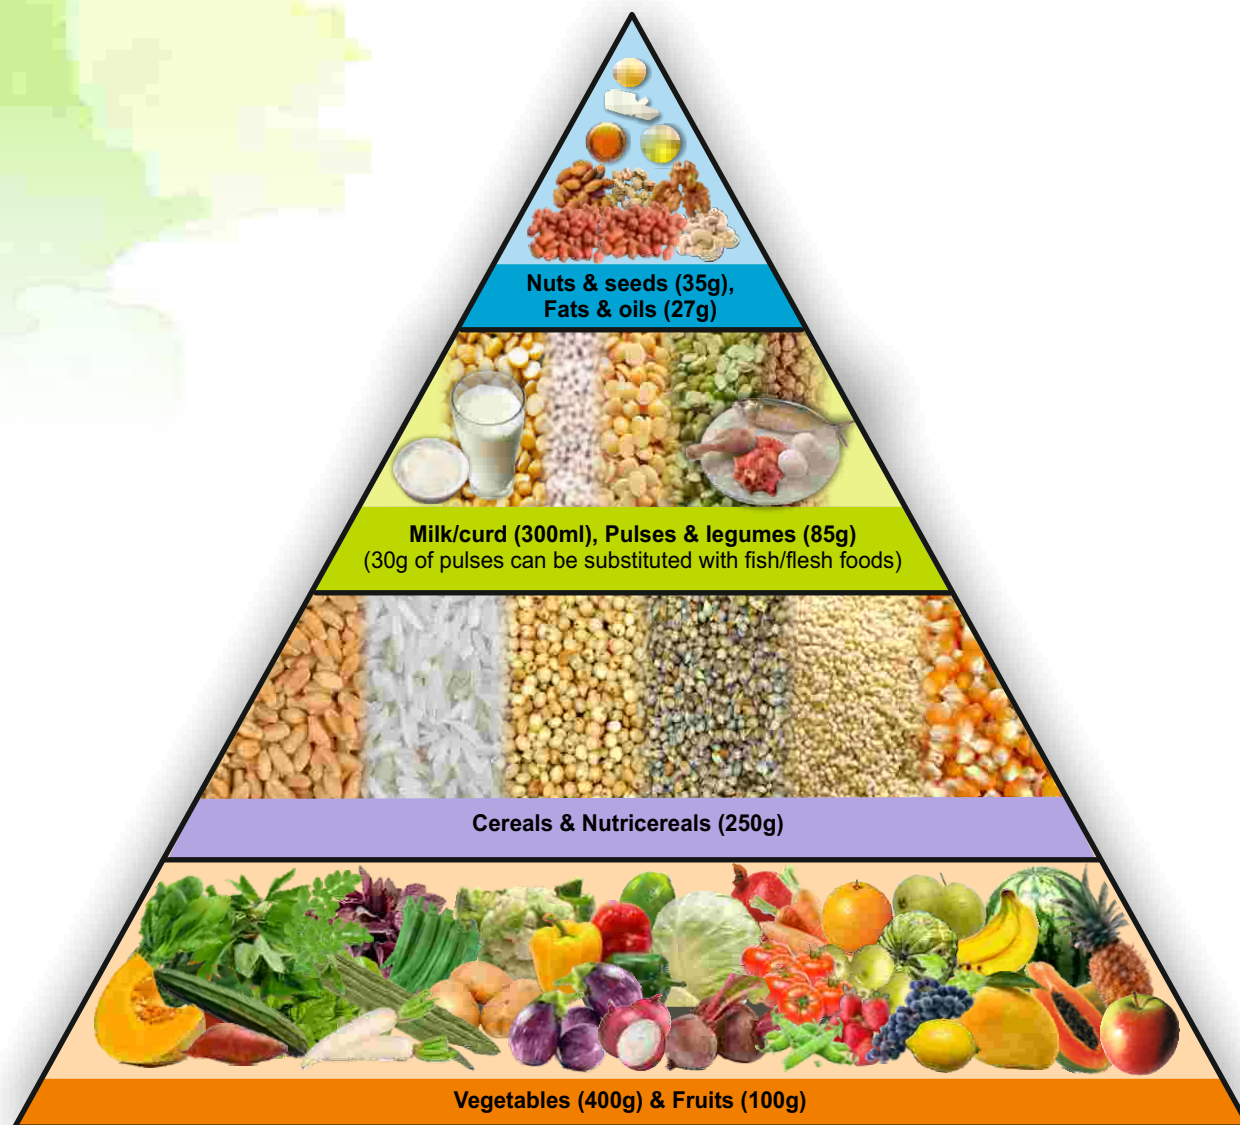 Nuts & seeds (35g),
Fats & oils (27g)
Milk/curd (300ml), Pulses & legumes (85g)
(30g of pulses can be substituted with fish/flesh foods)
Cereals & Nutricereals (250g)
Vegetables (400g) & Fruits (100g)